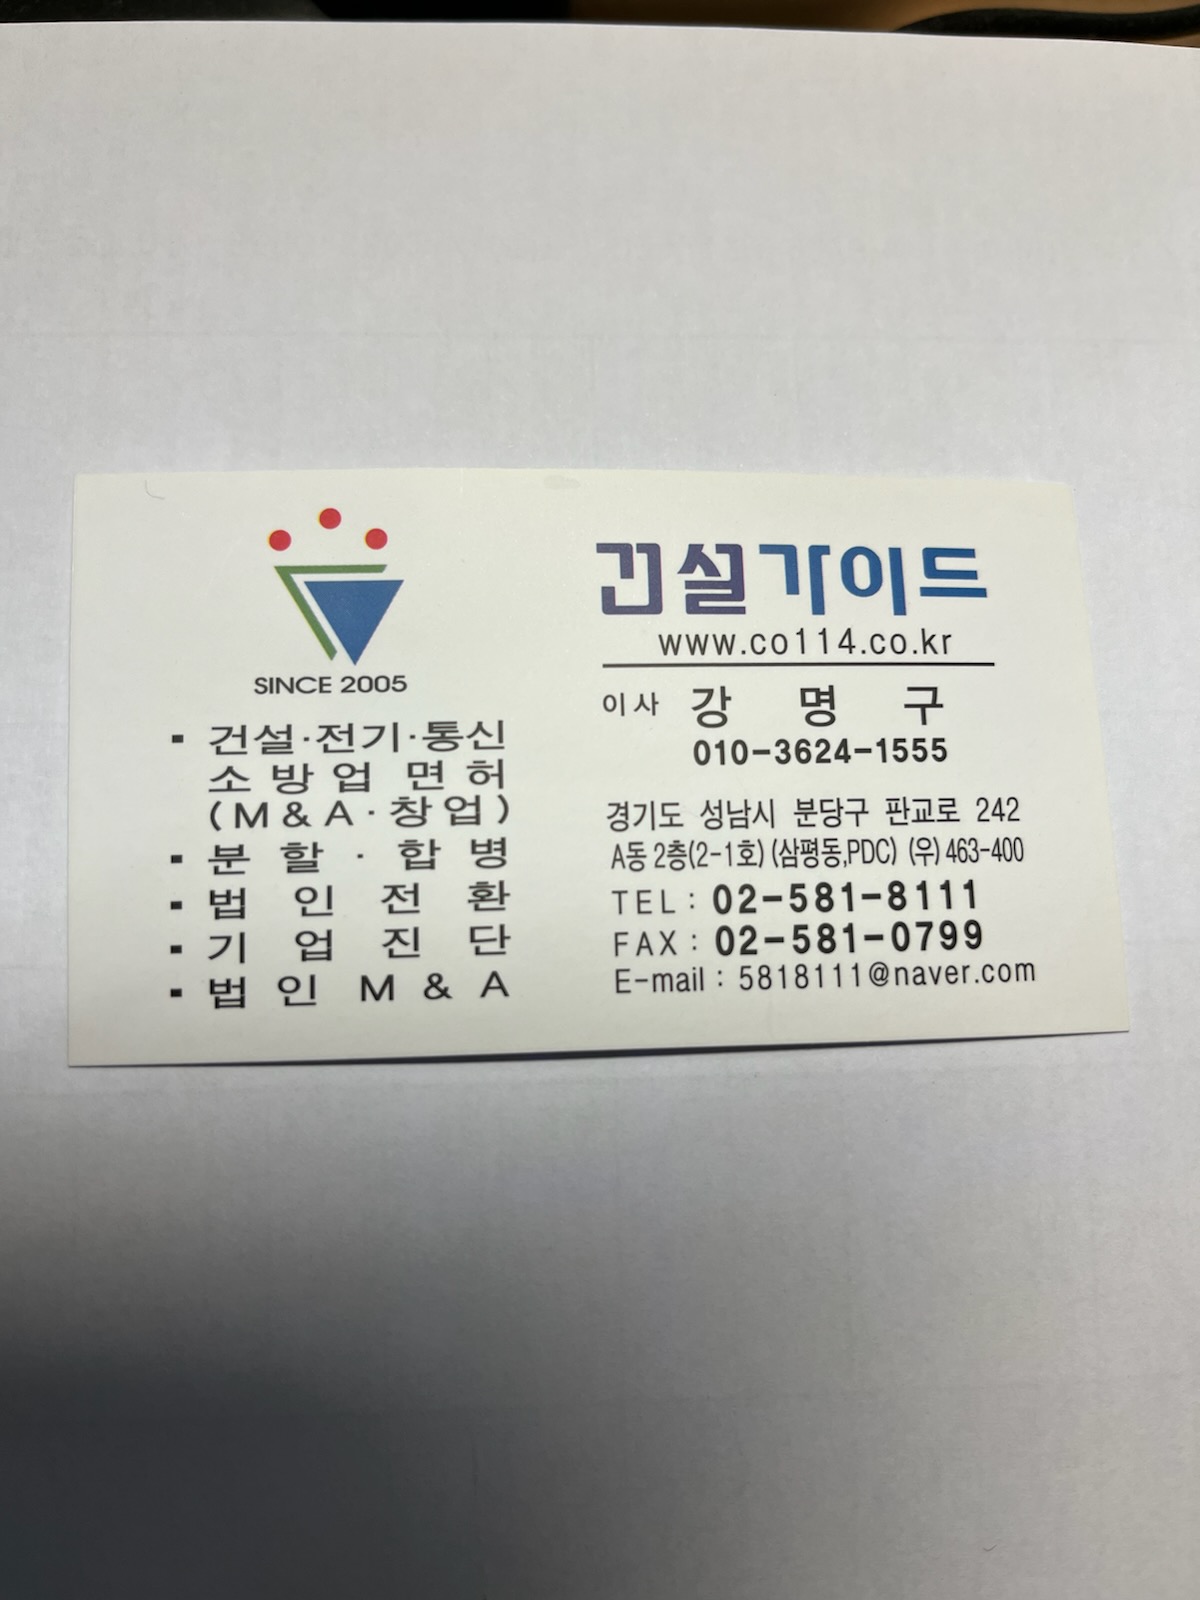 SINCE 2005
▪ 건설·전기·통신
소방업 면허
(M&A·창업)
▪ 분할·합병
▪ 법인전환
▪ 기업진단
▪ 법인 M&A
건설가이드
www.co114.co.kr
이사 강명구
010-3624-1555
경기도 성남시 분당구 판교로 242
A동 2층(2-1호) (삼평동,PDC) (우) 463-400
TEL : 02-581-8111
FAX : 02-581-0799
E-mail : 5818111@naver.com